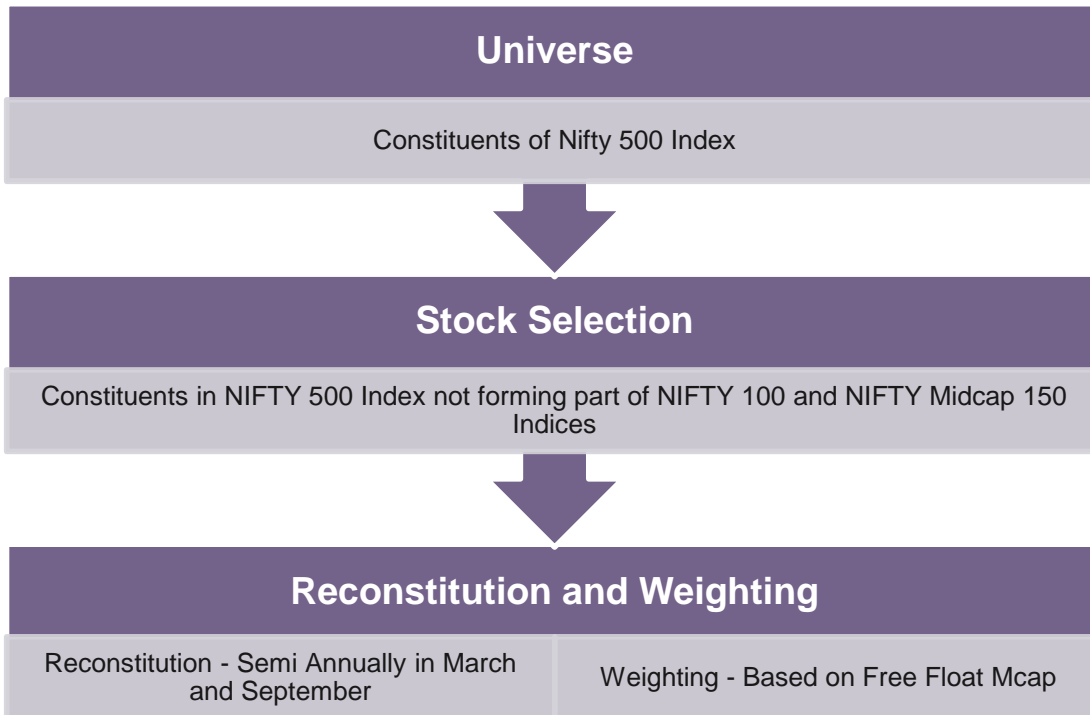 Universe
Constituents of Nifty 500 Index
Stock Selection
Constituents in NIFTY 500 Index not forming part of NIFTY 100 and NIFTY Midcap 150
Indices
Reconstitution and Weighting
Reconstitution - Semi Annually in March
and September
Weighting - Based on Free Float Mcap